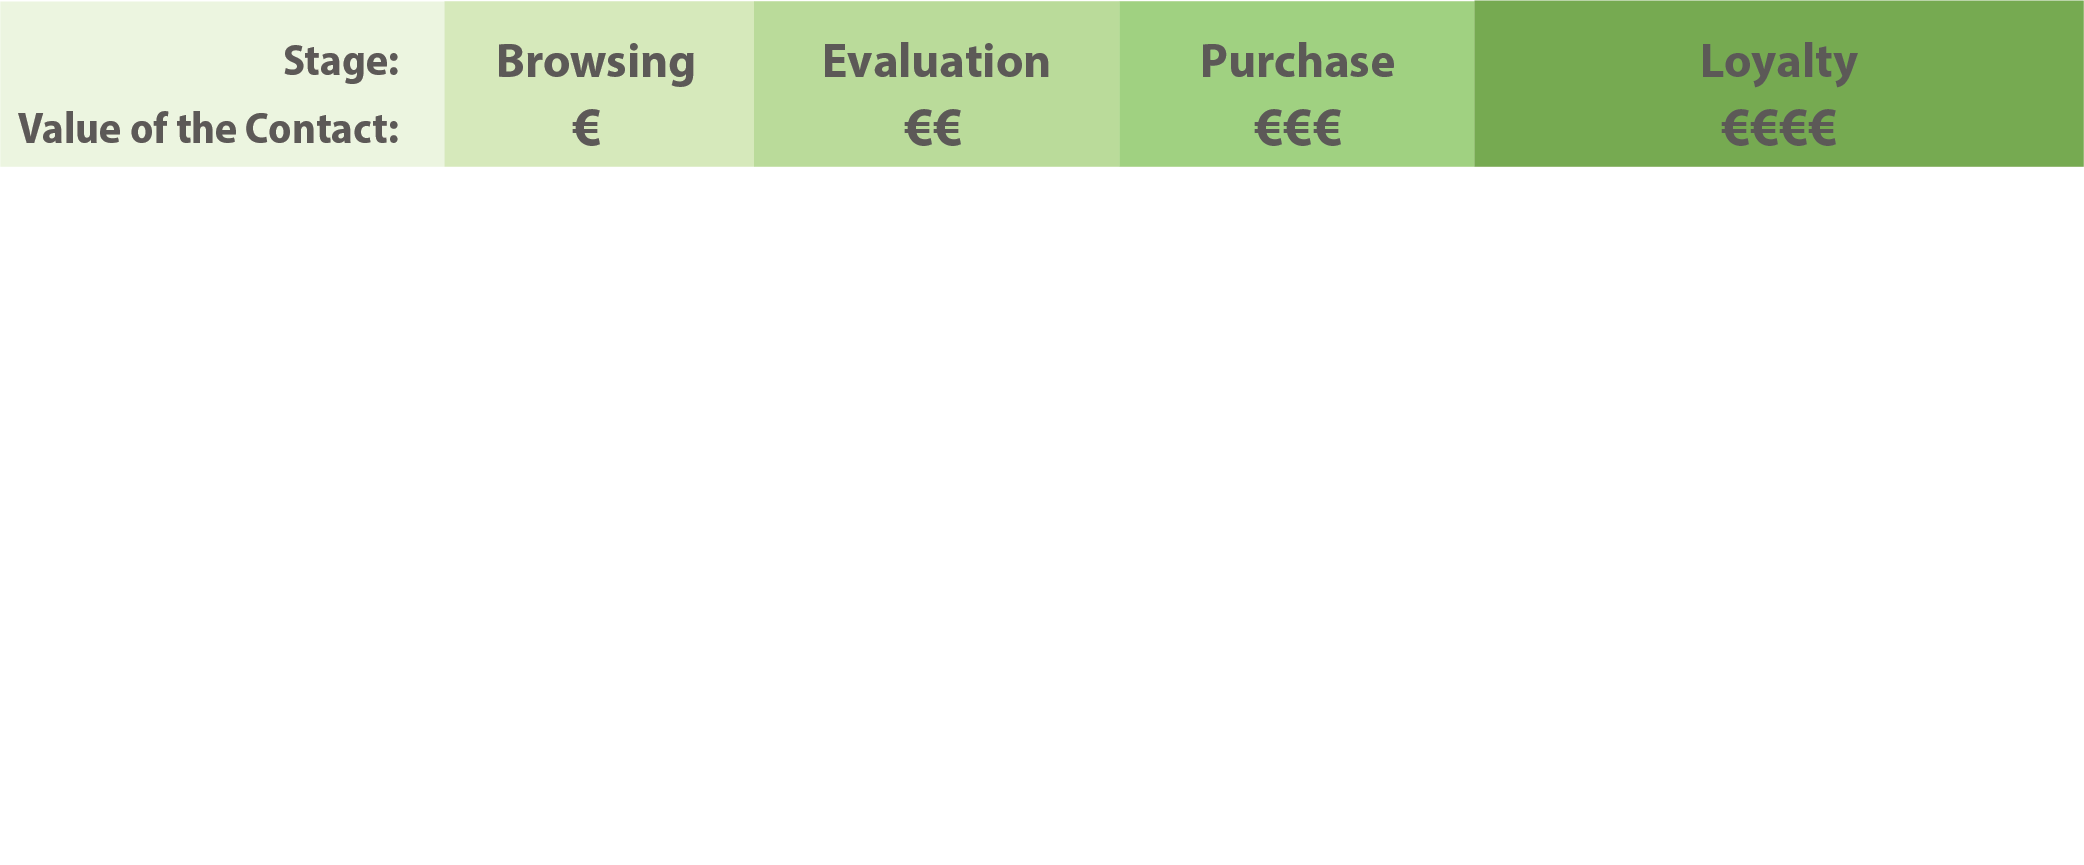 Stage: Browsing Evaluation Purchase Loyalty
Value of the Contact: € €€ €€€ €€€€